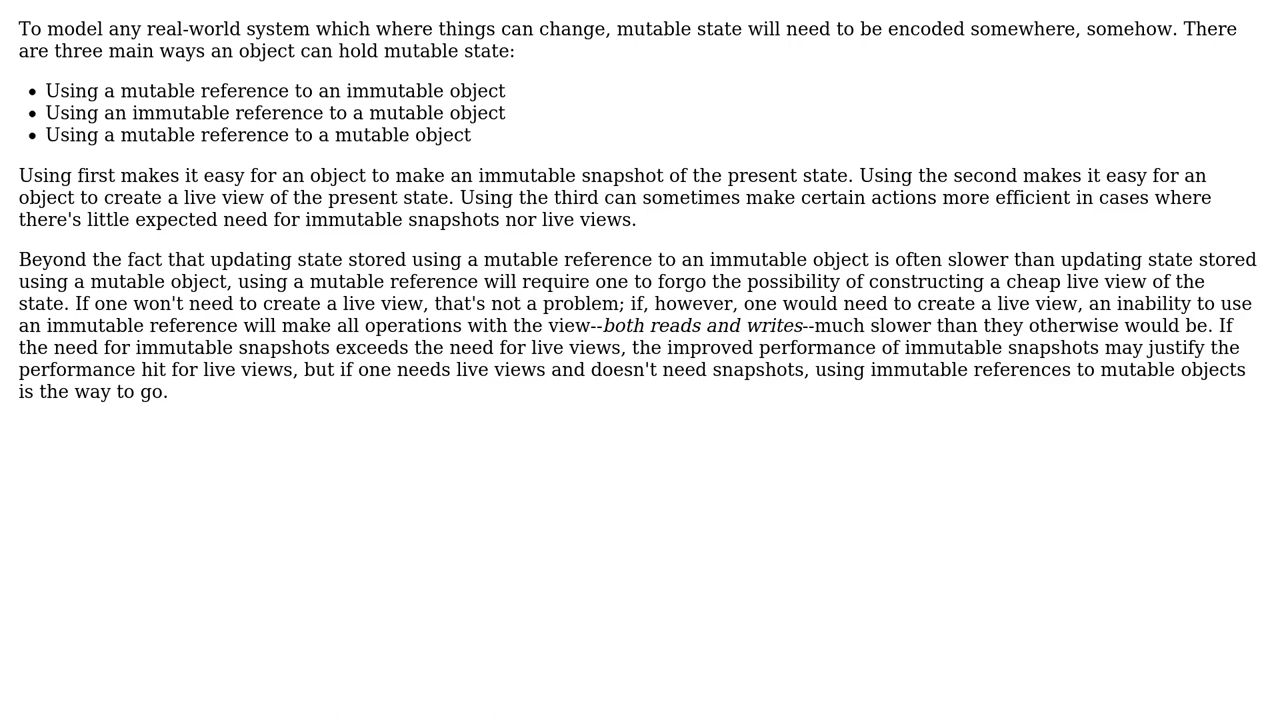 To model any real-world system which where things can change, mutable state will need to be encoded somewhere, somehow. There
are three main ways an object can hold mutable state:
• Using a mutable reference to an immutable object
• Using an immutable reference to a mutable object
• Using a mutable reference to a mutable object
Using first makes it easy for an object to make an immutable snapshot of the present state. Using the second makes it easy for an
object to create a live view of the present state. Using the third can sometimes make certain actions more efficient in cases where
there's little expected need for immutable snapshots nor live views.
Beyond the fact that updating state stored using a mutable reference to an immutable object is often slower than updating state stored
using a mutable object, using a mutable reference will require one to forgo the possibility of constructing a cheap live view of the
state. If one won't need to create a live view, that's not a problem; if, however, one would need to create a live view, an inability to use
an immutable reference will make all operations with the view--both reads and writes--much slower than they otherwise would be. If
the need for immutable snapshots exceeds the need for live views, the improved performance of immutable snapshots may justify the
performance hit for live views, but if one needs live views and doesn't need snapshots, using immutable references to mutable objects
is the way to go.